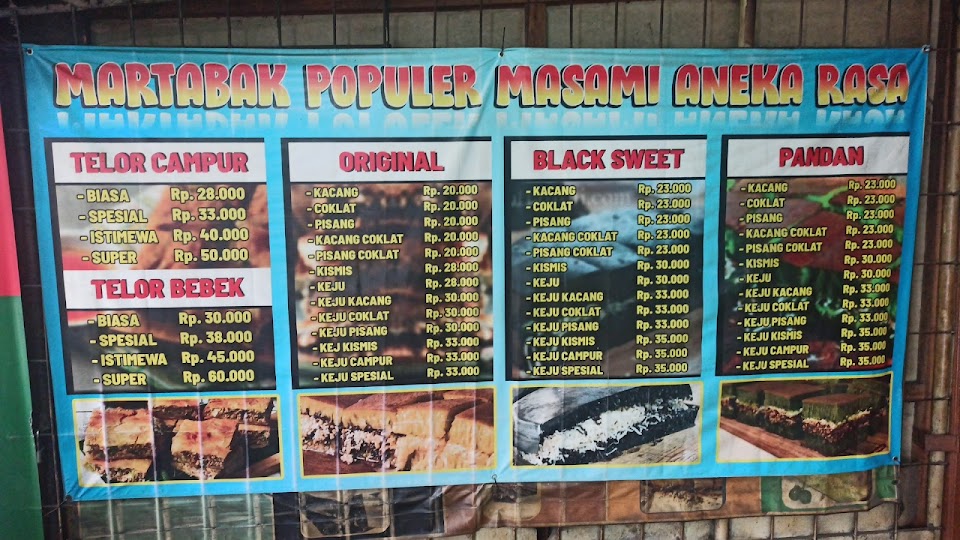 MARTABAK POPULER MASAMI ANEKA RASA
TELOR CAMPUR
- BIASA Rp. 28.000
- SPESIAL Rp. 33.000
- ISTIMEWA Rp. 40.000
- SUPER Rp. 50.000
TELOR BEBEK
- BIASA Rp. 30.000
- SPESIAL Rp. 38.000
- ISTIMEWA Rp. 45.000
- SUPER Rp. 60.000
ORIGINAL
- KACANG Rp. 20.000
- COKLAT Rp. 20.000
- PISANG Rp. 20.000
- KACANG COKLAT Rp. 20.000
- PISANG COKLAT Rp. 20.000
- KISMIS Rp. 28.000
- KEJU Rp. 28.000
- KEJU KACANG Rp. 30.000
- KEJU COKLAT Rp. 30.000
- KEJU PISANG Rp. 30.000
- KEJ KISMIS Rp. 33.000
- KEJU CAMPUR Rp. 33.000
- KEJU SPESIAL Rp. 33.000
BLACK SWEET
- KACANG Rp. 23.000
- COKLAT Rp. 23.000
- PISANG Rp. 23.000
- KACANG COKLAT Rp. 23.000
- PISANG COKLAT Rp. 23.000
- KISMIS Rp. 30.000
- KEJU Rp. 30.000
- KEJU KACANG Rp. 33.000
- KEJU COKLAT Rp. 33.000
- KEJU PISANG Rp. 33.000
- KEJU KISMIS Rp. 35.000
- KEJU CAMPUR Rp. 35.000
- KEJU SPESIAL Rp. 35.000
PANDAN
- KACANG Rp. 23.000
- COKLAT Rp. 23.000
- PISANG Rp. 23.000
- KACANG COKLAT Rp. 23.000
- PISANG COKLAT Rp. 23.000
- KISMIS Rp. 30.000
- KEJU Rp. 30.000
- KEJU KACANG Rp. 33.000
- KEJU COKLAT Rp. 33.000
- KEJU PISANG Rp. 33.000
- KEJU KISMIS Rp. 35.000
- KEJU CAMPUR Rp. 35.000
- KEJU SPESIAL Rp. 35.000